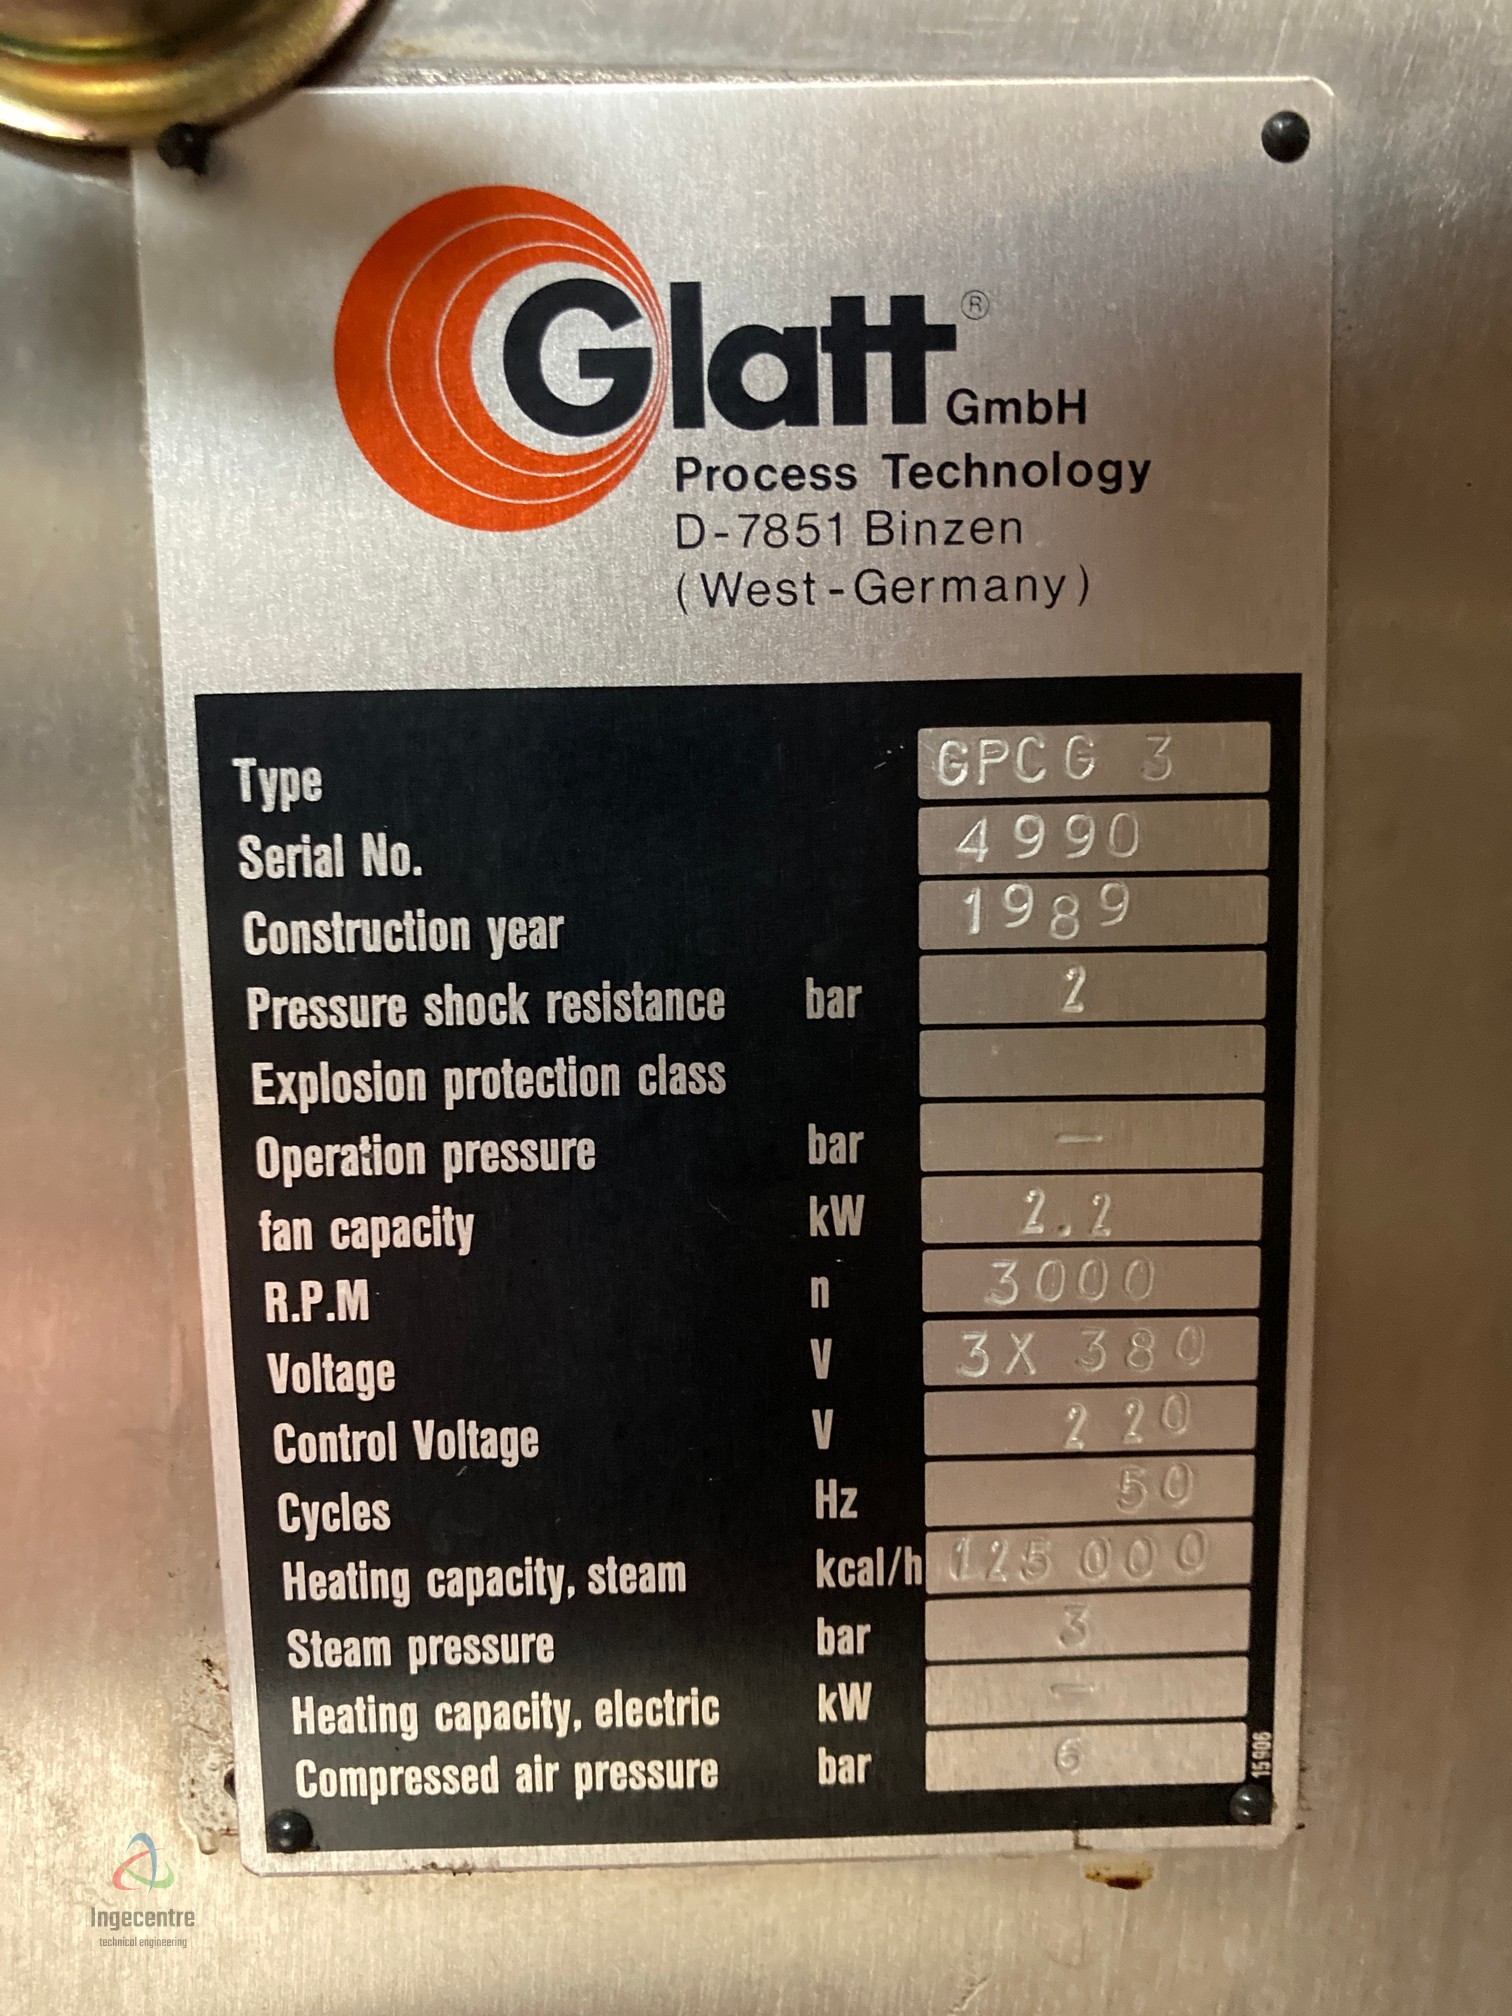 Glatt® GmbH
Process Technology
D-7851 Binzen
(West-Germany)
Type GPCG 3
Serial No. 4990
Construction year 1989
Pressure shock resistance bar 2
Explosion protection class
Operation pressure bar —
fan capacity kW 2.2
R.P.M n 3000
Voltage V 3X 380
Control Voltage V 220
Cycles Hz 50
Heating capacity, steam kcal/h 125 000
Steam pressure bar 3
Heating capacity, electric kW —
Compressed air pressure bar 6
15906
Ingecentre
technical engineering